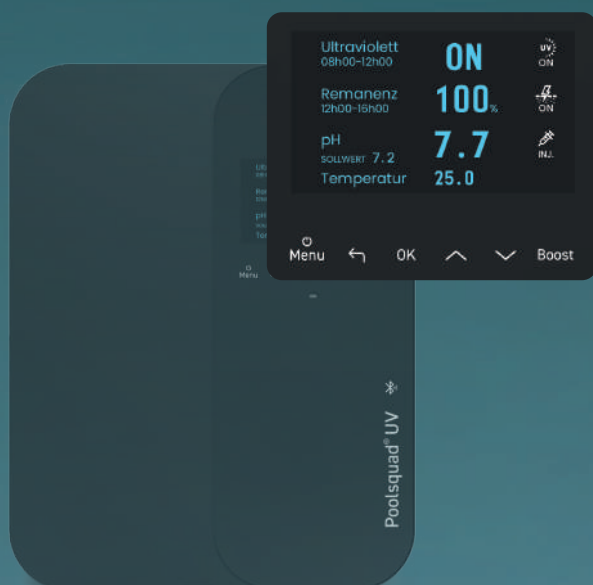 Ultraviolett ON
08h00-12h00 ON
Remanenz 100%
12h00-16h00 ON
pH 7.7
SOLLWERT 7.2 INJ.
Temperatur 25.0
Menu OK Boost
Menu
Poolsquad® UV